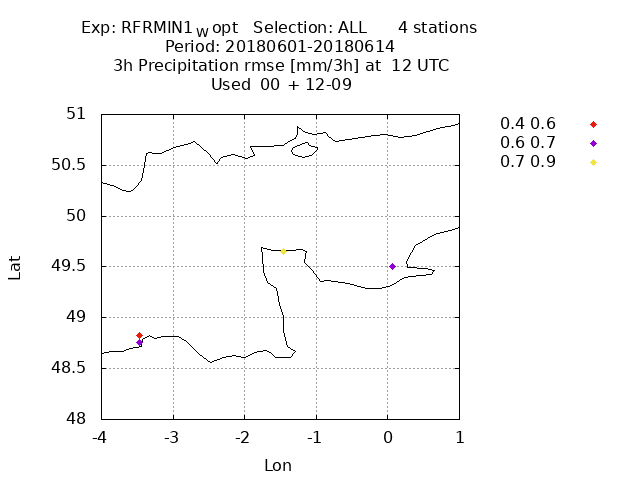 Exp: RFRMIN1_W opt   Selection: ALL      4 stations
Period: 20180601-20180614
3h Precipitation rmse [mm/3h] at  12 UTC
Used  00 + 12-09
0.4 0.6
0.6 0.7
0.7 0.9
51
50.5
50
49.5
49
48.5
48
Lat
-4 -3 -2 -1 0 1
Lon